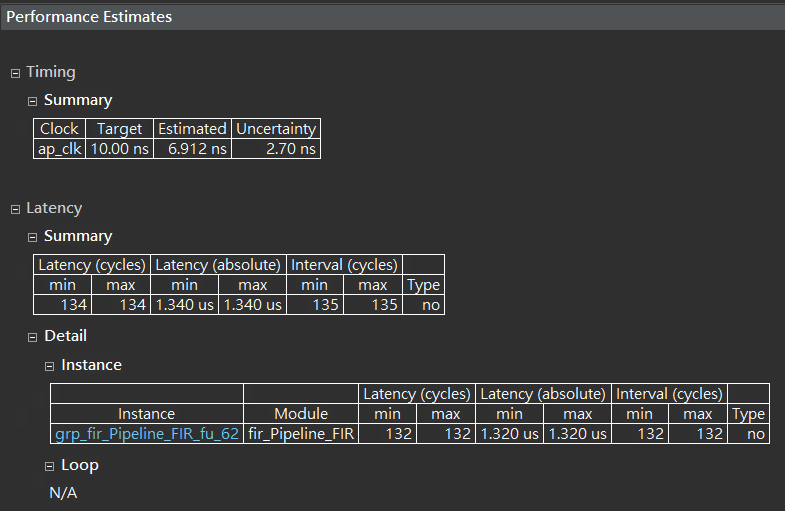 Performance Estimates
Timing
Summary
Clock Target Estimated Uncertainty
ap_clk 10.00 ns 6.912 ns 2.70 ns
Latency
Summary
Latency (cycles) Latency (absolute) Interval (cycles)
min max min max min max Type
134 134 1.340 us 1.340 us 135 135 no
Detail
Instance
Latency (cycles) Latency (absolute) Interval (cycles)
Instance Module min max min max min max Type
grp_fir_Pipeline_FIR_fu_62 fir_Pipeline_FIR 132 132 1.320 us 1.320 us 132 132 no
Loop
N/A